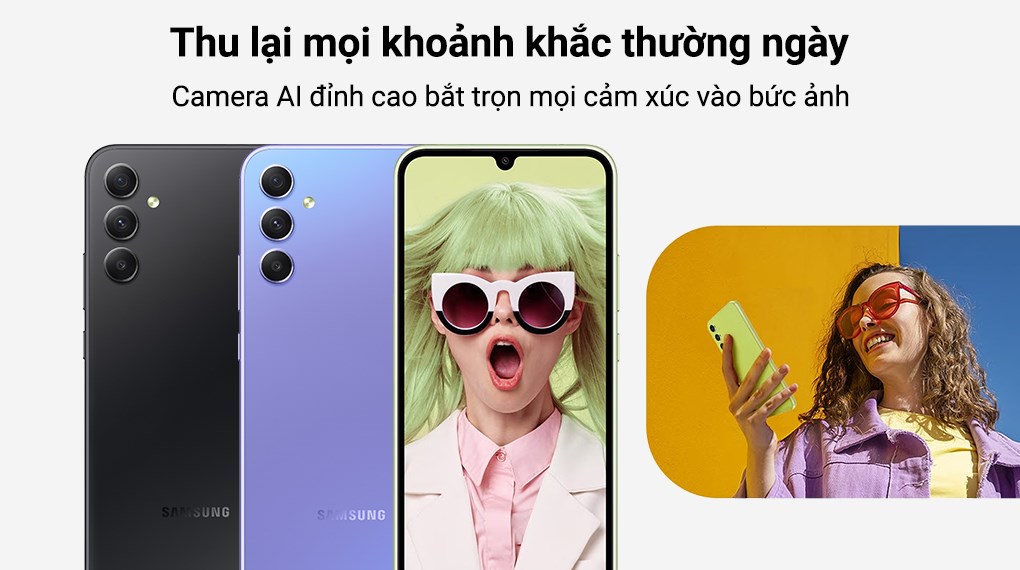 Thu lại mọi khoảnh khắc thường ngày
Camera AI đỉnh cao bắt trọn mọi cảm xúc vào bức ảnh
SAMSUNG
SAMSUNG